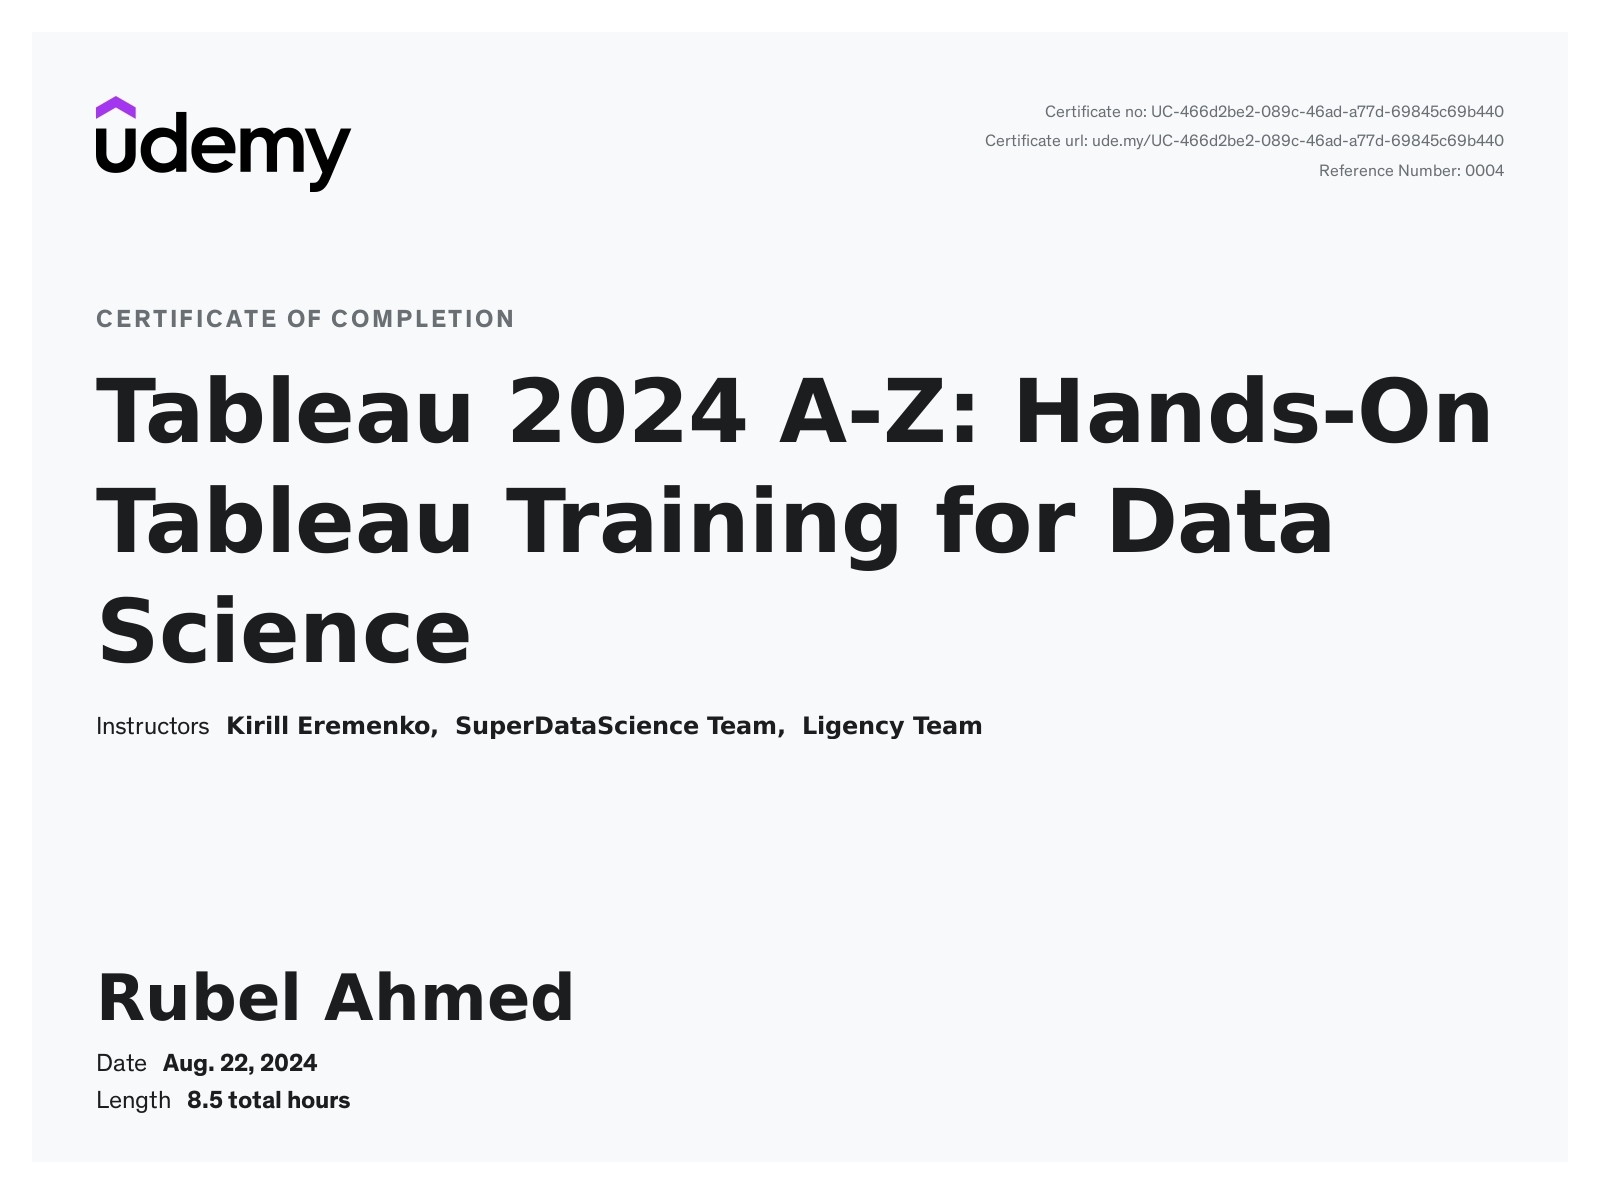 udemy
Certificate no: UC-466d2be2-089c-46ad-a77d-69845c69b440
Certificate url: ude.my/UC-466d2be2-089c-46ad-a77d-69845c69b440
Reference Number: 0004
CERTIFICATE OF COMPLETION
Tableau 2024 A-Z: Hands-On
Tableau Training for Data
Science
Instructors Kirill Eremenko, SuperDataScience Team, Ligency Team
Rubel Ahmed
Date Aug. 22, 2024
Length 8.5 total hours